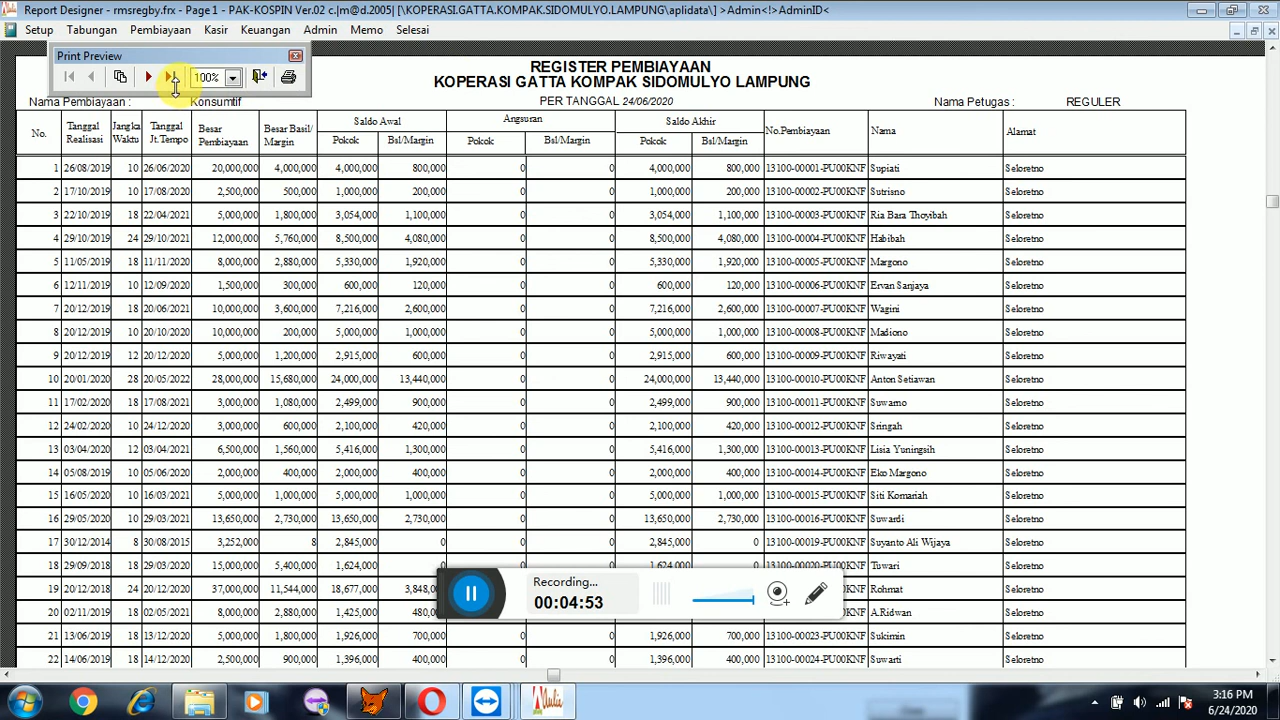 Report Designer - rmsregby.frx - Page 1 - PAK-KOSPIN Ver.02 c.|m@d.2005| [\KOPERASI.GATTA.KOMPAK.SIDOMULYO.LAMPUNG\aplidata\] >Admin<!>AdminID<
Setup Tabungan Pembiayaan Kasir Keuangan Admin Memo Selesai
Print Preview
100%
REGISTER PEMBIAYAAN
KOPERASI GATTA KOMPAK SIDOMULYO LAMPUNG
Nama Pembiayaan : Konsumtif PER TANGGAL 24/06/2020 Nama Petugas : REGULER
No. Tanggal Realisasi Jangka Waktu Tanggal Jt.Tempo Besar Pembiayaan Besar Basil/ Margin Saldo Awal Angsuran Saldo Akhir No.Pembiayaan Nama Alamat
Pokok Bsl/Margin Pokok Bsl/Margin Pokok Bsl/Margin
1 26/08/2019 10 26/06/2020 20,000,000 4,000,000 4,000,000 800,000 0 0 4,000,000 800,000 13100-00001-PU00KNF Supiati Seloretno
2 17/10/2019 10 17/08/2020 2,500,000 500,000 1,000,000 200,000 0 0 1,000,000 200,000 13100-00002-PU00KNF Sutrisno Seloretno
3 22/10/2019 18 22/04/2021 5,000,000 1,800,000 3,054,000 1,100,000 0 0 3,054,000 1,100,000 13100-00003-PU00KNF Ria Bara Thoyibah Seloretno
4 29/10/2019 24 29/10/2021 12,000,000 5,760,000 8,500,000 4,080,000 0 0 8,500,000 4,080,000 13100-00004-PU00KNF Habibah Seloretno
5 11/05/2019 18 11/11/2020 8,000,000 2,880,000 5,330,000 1,920,000 0 0 5,330,000 1,920,000 13100-00005-PU00KNF Margono Seloretno
6 12/11/2019 10 12/09/2020 1,500,000 300,000 600,000 120,000 0 0 600,000 120,000 13100-00006-PU00KNF Ervan Sanjaya Seloretno
7 20/12/2019 18 20/06/2021 10,000,000 3,600,000 7,216,000 2,600,000 0 0 7,216,000 2,600,000 13100-00007-PU00KNF Wagini Seloretno
8 20/12/2019 10 20/10/2020 10,000,000 200,000 5,000,000 1,000,000 0 0 5,000,000 1,000,000 13100-00008-PU00KNF Madiono Seloretno
9 20/12/2019 12 20/12/2020 5,000,000 1,200,000 2,915,000 600,000 0 0 2,915,000 600,000 13100-00009-PU00KNF Riwayati Seloretno
10 20/01/2020 28 20/05/2022 28,000,000 15,680,000 24,000,000 13,440,000 0 0 24,000,000 13,440,000 13100-00010-PU00KNF Anton Setiawan Seloretno
11 17/02/2020 18 17/08/2021 3,000,000 1,080,000 2,499,000 900,000 0 0 2,499,000 900,000 13100-00011-PU00KNF Suwarno Seloretno
12 24/02/2020 10 24/12/2020 3,000,000 600,000 2,100,000 420,000 0 0 2,100,000 420,000 13100-00012-PU00KNF Sringah Seloretno
13 03/04/2020 12 03/04/2021 6,500,000 1,560,000 5,416,000 1,300,000 0 0 5,416,000 1,300,000 13100-00013-PU00KNF Lisia Yuningsih Seloretno
14 05/08/2019 10 05/06/2020 2,000,000 400,000 2,000,000 400,000 0 0 2,000,000 400,000 13100-00014-PU00KNF Eko Margono Seloretno
15 16/05/2020 10 16/03/2021 5,000,000 1,000,000 5,000,000 1,000,000 0 0 5,000,000 1,000,000 13100-00015-PU00KNF Siti Komariah Seloretno
16 29/05/2020 10 29/03/2021 13,650,000 2,730,000 13,650,000 2,730,000 0 0 13,650,000 2,730,000 13100-00016-PU00KNF Suwardi Seloretno
17 30/12/2014 8 30/08/2015 3,252,000 8 2,845,000 0 0 0 2,845,000 0 13100-00019-PU00KNF Suyanto Ali Wijaya Seloretno
18 29/09/2018 18 29/03/2020 15,000,000 5,400,000 1,624,000 Tuwari Seloretno
19 20/12/2018 24 20/12/2020 37,000,000 11,544,000 18,677,000 3,848, Rohmat Seloretno
20 02/11/2019 18 02/05/2021 8,000,000 2,880,000 1,425,000 480, A.Ridwan Seloretno
21 13/06/2019 18 13/12/2020 5,000,000 1,800,000 1,926,000 700,000 0 0 1,926,000 700,000 13100-00023-PU00KNF Sukimin Seloretno
22 14/06/2019 18 14/12/2020 2,500,000 900,000 1,396,000 400,000 0 0 1,396,000 400,000 13100-00024-PU00KNF Suwarti Seloretno
Recording...
00:04:53
3:16 PM
6/24/2020